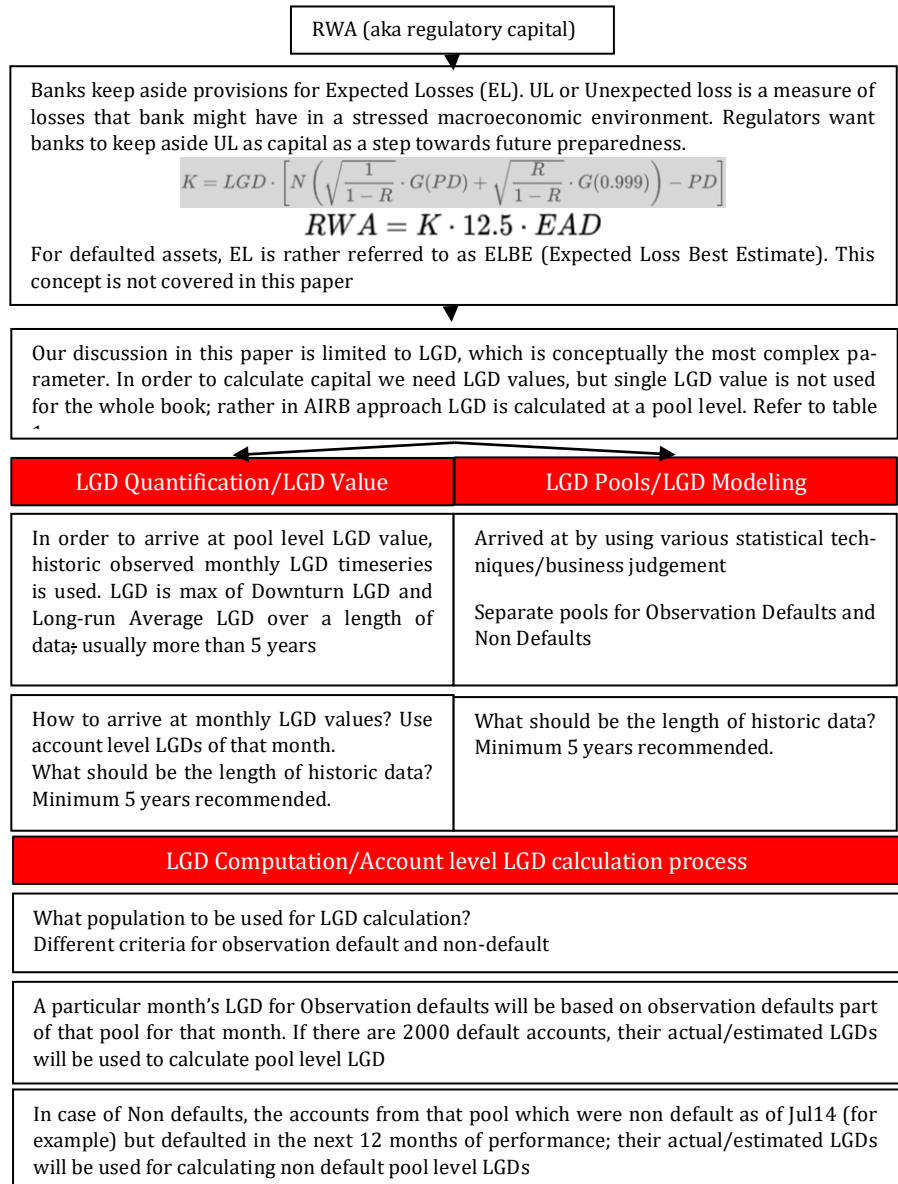 RWA (aka regulatory capital)
Banks keep aside provisions for Expected Losses (EL). UL or Unexpected loss is a measure of
losses that bank might have in a stressed macroeconomic environment. Regulators want
banks to keep aside UL as capital as a step towards future preparedness.
K = LGD · [N(√(1/(1 − R)) · G(PD) + √(R/(1 − R)) · G(0.999)) − PD]
RWA = K · 12.5 · EAD
For defaulted assets, EL is rather referred to as ELBE (Expected Loss Best Estimate). This
concept is not covered in this paper
Our discussion in this paper is limited to LGD, which is conceptually the most complex pa-
rameter. In order to calculate capital we need LGD values, but single LGD value is not used
for the whole book; rather in AIRB approach LGD is calculated at a pool level. Refer to table
LGD Quantification/LGD Value
In order to arrive at pool level LGD value,
historic observed monthly LGD timeseries
is used. LGD is max of Downturn LGD and
Long-run Average LGD over a length of
data; usually more than 5 years
How to arrive at monthly LGD values? Use
account level LGDs of that month.
What should be the length of historic data?
Minimum 5 years recommended.
LGD Pools/LGD Modeling
Arrived at by using various statistical tech-
niques/business judgement
Separate pools for Observation Defaults and
Non Defaults
What should be the length of historic data?
Minimum 5 years recommended.
LGD Computation/Account level LGD calculation process
What population to be used for LGD calculation?
Different criteria for observation default and non-default
A particular month's LGD for Observation defaults will be based on observation defaults part
of that pool for that month. If there are 2000 default accounts, their actual/estimated LGDs
will be used to calculate pool level LGD
In case of Non defaults, the accounts from that pool which were non default as of Jul14 (for
example) but defaulted in the next 12 months of performance; their actual/estimated LGDs
will be used for calculating non default pool level LGDs